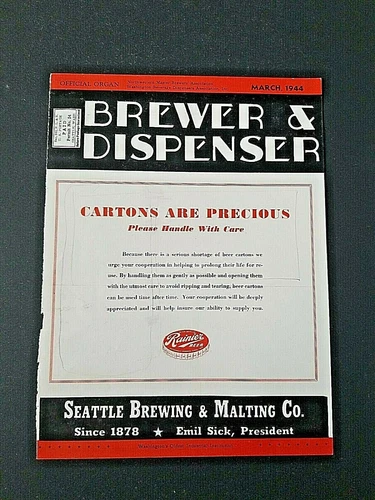 OFFICIAL ORGAN
MARCH 1944
PAID
BREWER &
DISPENSER
CARTONS ARE PRECIOUS
Please Handle With Care
Because there is a serious shortage of beer cartons we
urge your cooperation in helping to prolong their life for re-
use. By handling them as gently as possible and opening them
with the utmost care to avoid ripping and tearing, beer cartons
can be used time after time. Your cooperation will be deeply
appreciated and will help insure our ability to supply you.
Rainier
BEER
SEATTLE BREWING & MALTING CO.
Since 1878 ★ Emil Sick, President